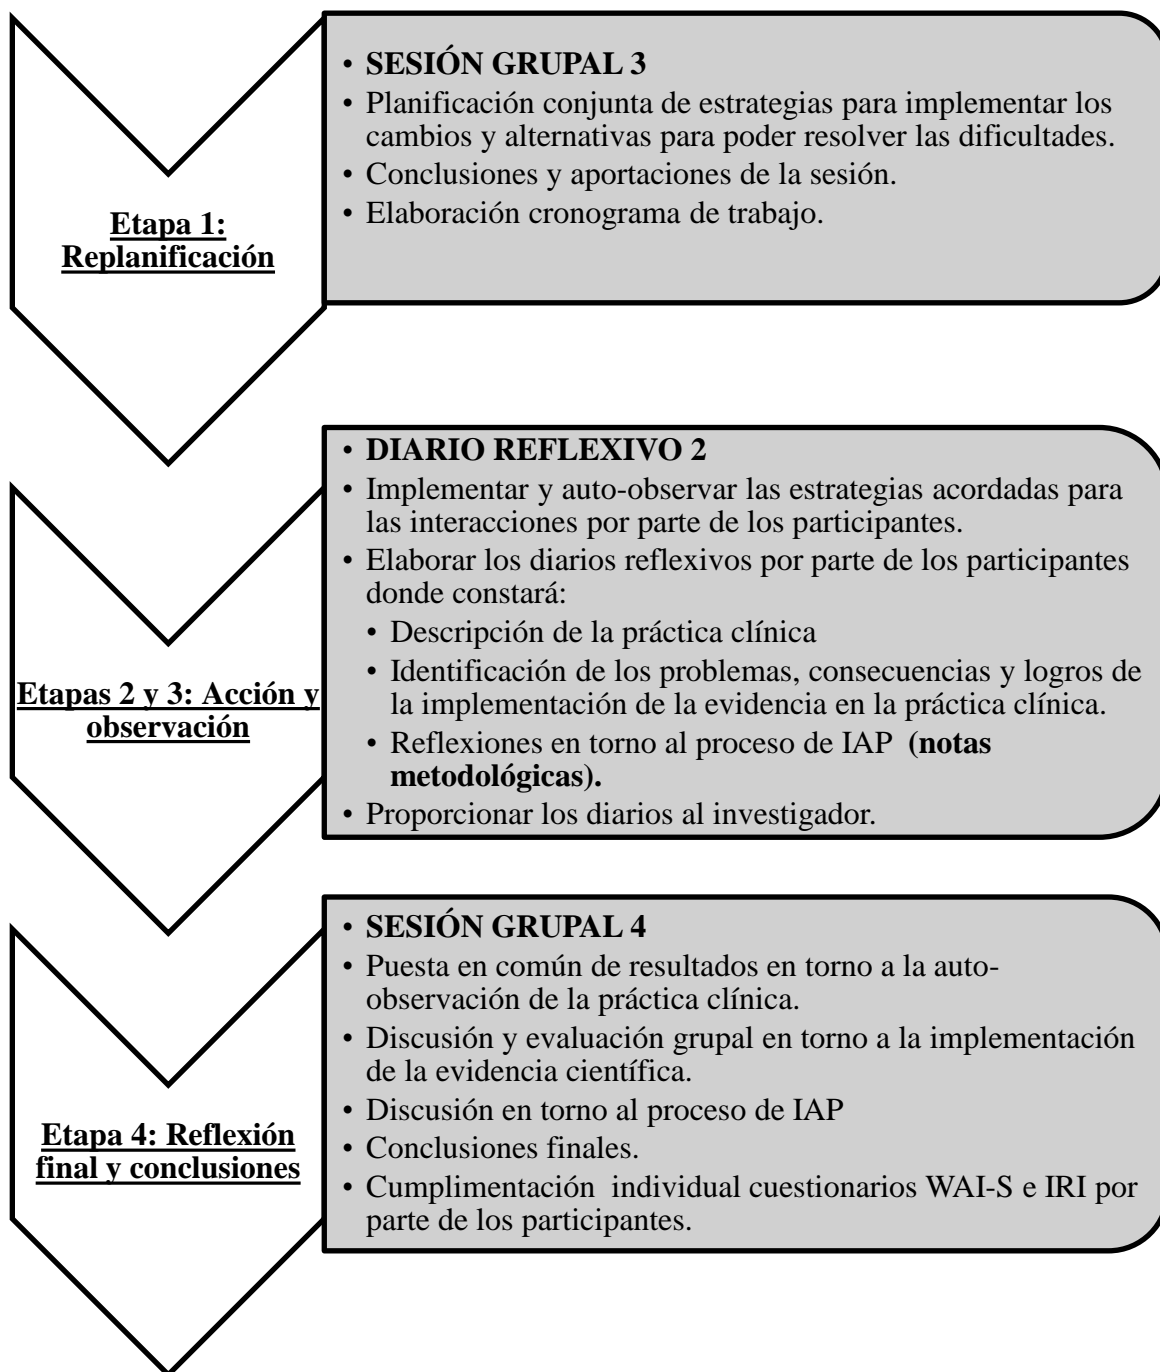 Etapa 1:
Replanificación
• SESIÓN GRUPAL 3
• Planificación conjunta de estrategias para implementar los
cambios y alternativas para poder resolver las dificultades.
• Conclusiones y aportaciones de la sesión.
• Elaboración cronograma de trabajo.
Etapas 2 y 3: Acción y
observación
• DIARIO REFLEXIVO 2
• Implementar y auto-observar las estrategias acordadas para
las interacciones por parte de los participantes.
• Elaborar los diarios reflexivos por parte de los participantes
donde constará:
• Descripción de la práctica clínica
• Identificación de los problemas, consecuencias y logros de
la implementación de la evidencia en la práctica clínica.
• Reflexiones en torno al proceso de IAP (notas
metodológicas).
• Proporcionar los diarios al investigador.
Etapa 4: Reflexión
final y conclusiones
• SESIÓN GRUPAL 4
• Puesta en común de resultados en torno a la auto-
observación de la práctica clínica.
• Discusión y evaluación grupal en torno a la implementación
de la evidencia científica.
• Discusión en torno al proceso de IAP
• Conclusiones finales.
• Cumplimentación individual cuestionarios WAI-S e IRI por
parte de los participantes.